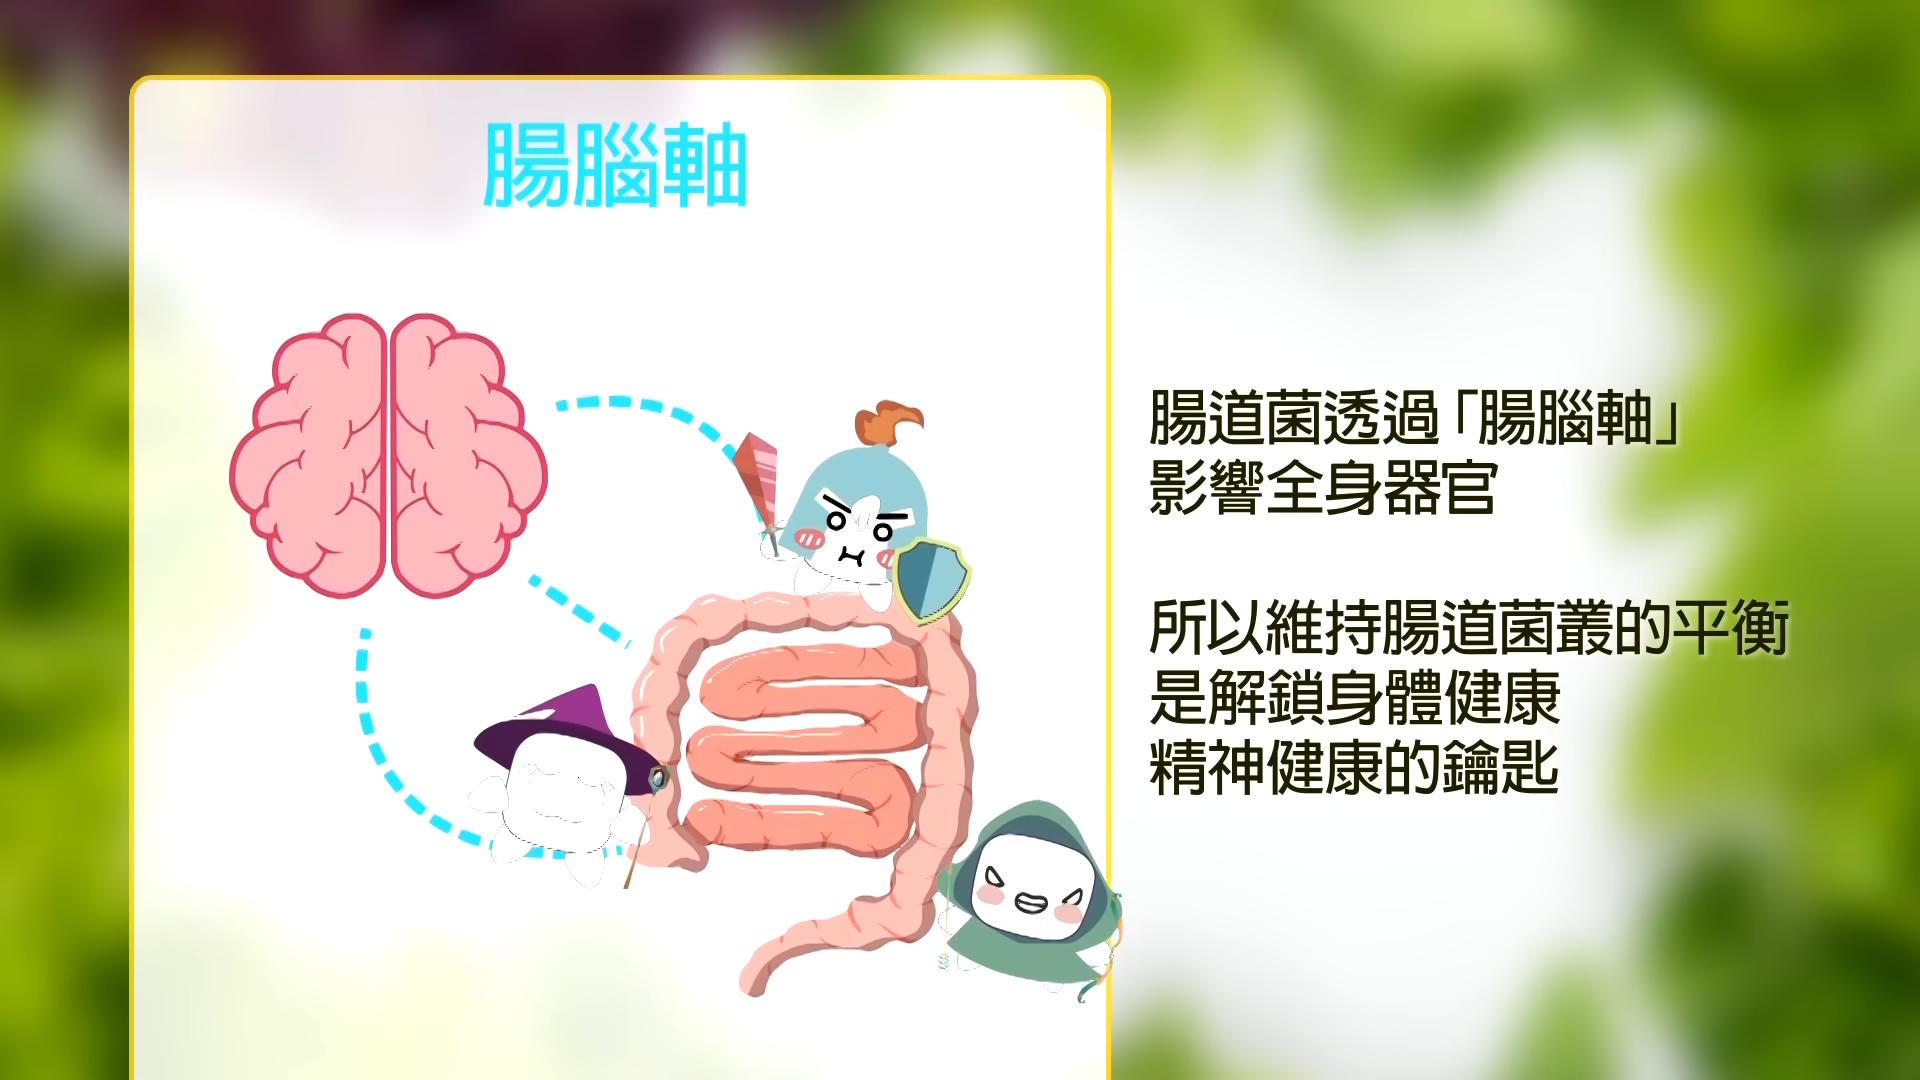 腸腦軸
腸道菌透過「腸腦軸」
影響全身器官
所以維持腸道菌叢的平衡
是解鎖身體健康
精神健康的鑰匙